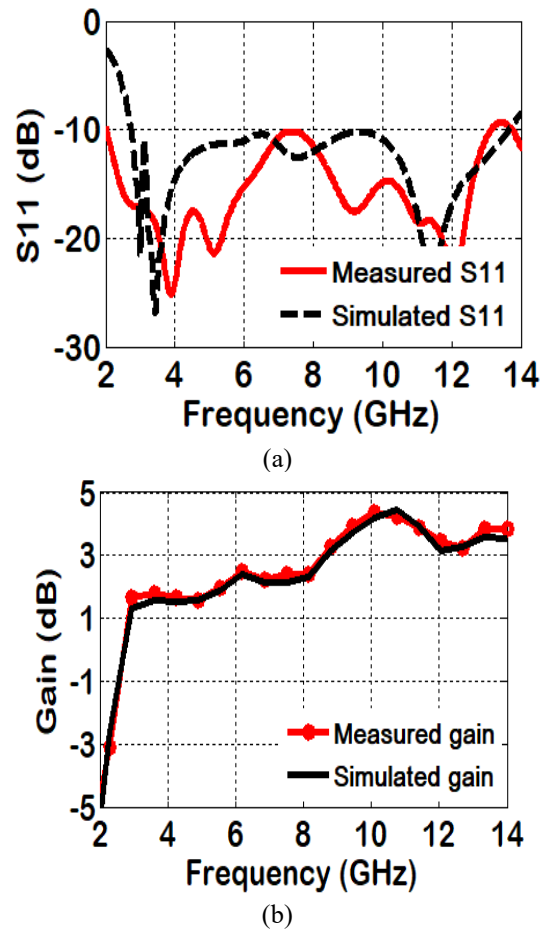 0
-10
-20
-30
S11 (dB)
Measured S11
Simulated S11
2 4 6 8 10 12 14
Frequency (GHz)
(a)
5
3
1
-1
-3
-5
Gain (dB)
Measured gain
Simulated gain
2 4 6 8 10 12 14
Frequency (GHz)
(b)